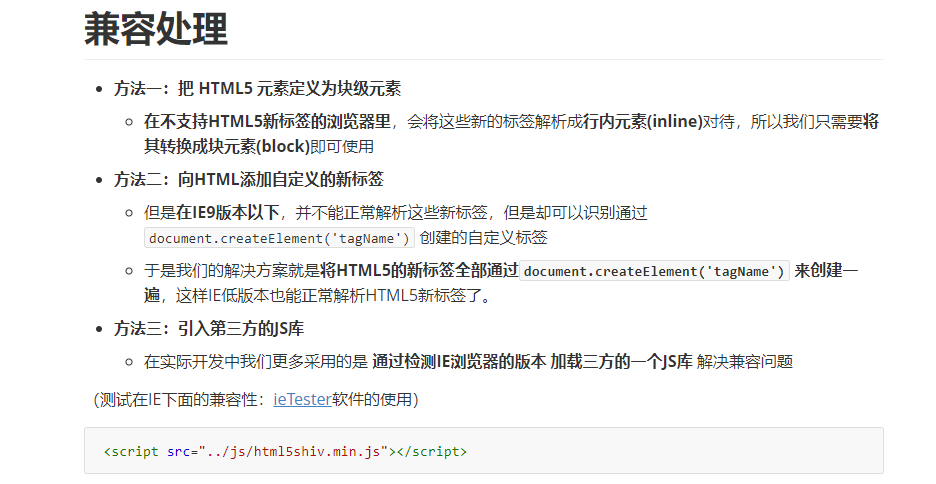 兼容处理
方法一：把 HTML5 元素定义为块级元素
在不支持HTML5新标签的浏览器里，会将这些新的标签解析成行内元素(inline)对待，所以我们只需要将
其转换成块元素(block)即可使用
方法二：向HTML添加自定义的新标签
但是在IE9版本以下，并不能正常解析这些新标签，但是却可以识别通过
document.createElement('tagName') 创建的自定义标签
于是我们的解决方案就是将HTML5的新标签全部通过document.createElement('tagName') 来创建一
遍，这样IE低版本也能正常解析HTML5新标签了。
方法三：引入第三方的JS库
在实际开发中我们更多采用的是 通过检测IE浏览器的版本 加载三方的一个JS库 解决兼容问题
（测试在IE下面的兼容性：ieTester软件的使用）
<script src="../js/html5shiv.min.js"></script>